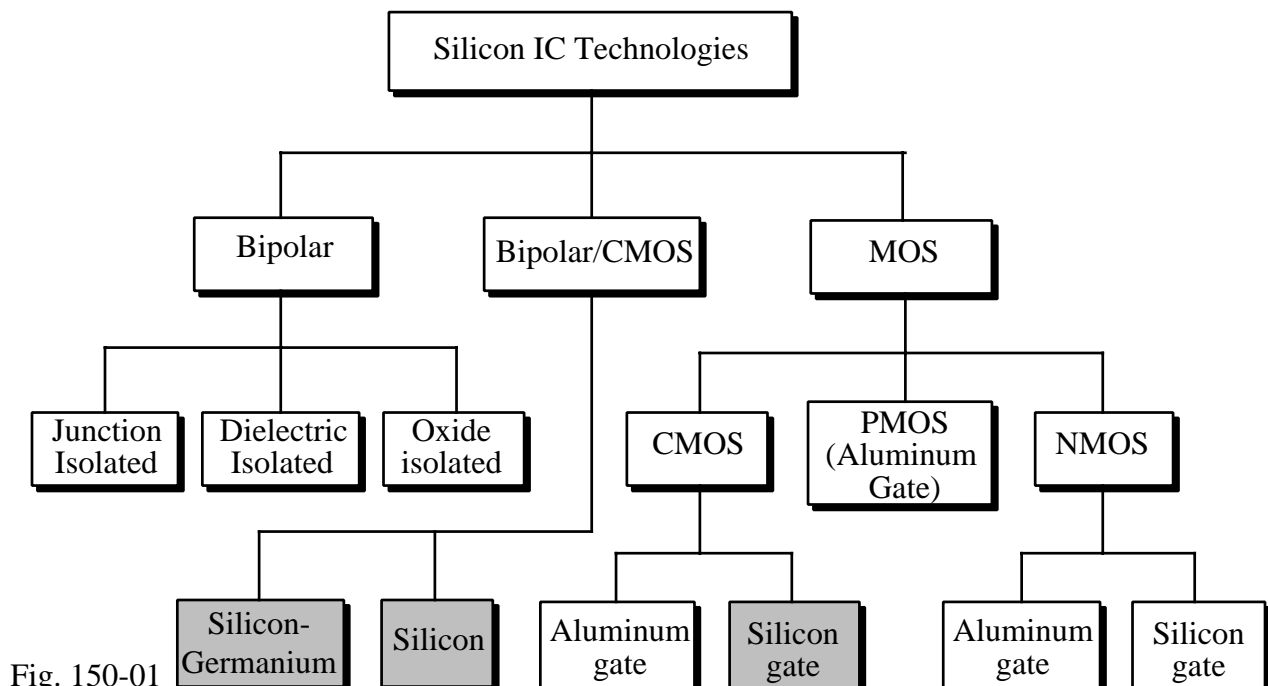 Silicon IC Technologies
Bipolar
Bipolar/CMOS
MOS
Junction
Isolated
Dielectric
Isolated
Oxide
isolated
CMOS
PMOS
(Aluminum
Gate)
NMOS
Silicon-
Germanium
Silicon
Aluminum
gate
Silicon
gate
Aluminum
gate
Silicon
gate
Fig. 150-01